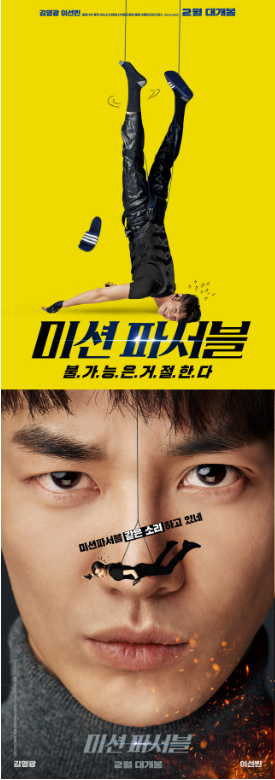 김영광 이선빈
2월 대개봉
미션 파서블
불.가.능.은.거.절.한.다
미션파서블 같은 소리하고 있네
미션 파서블
김영광
2월 대개봉
이선빈